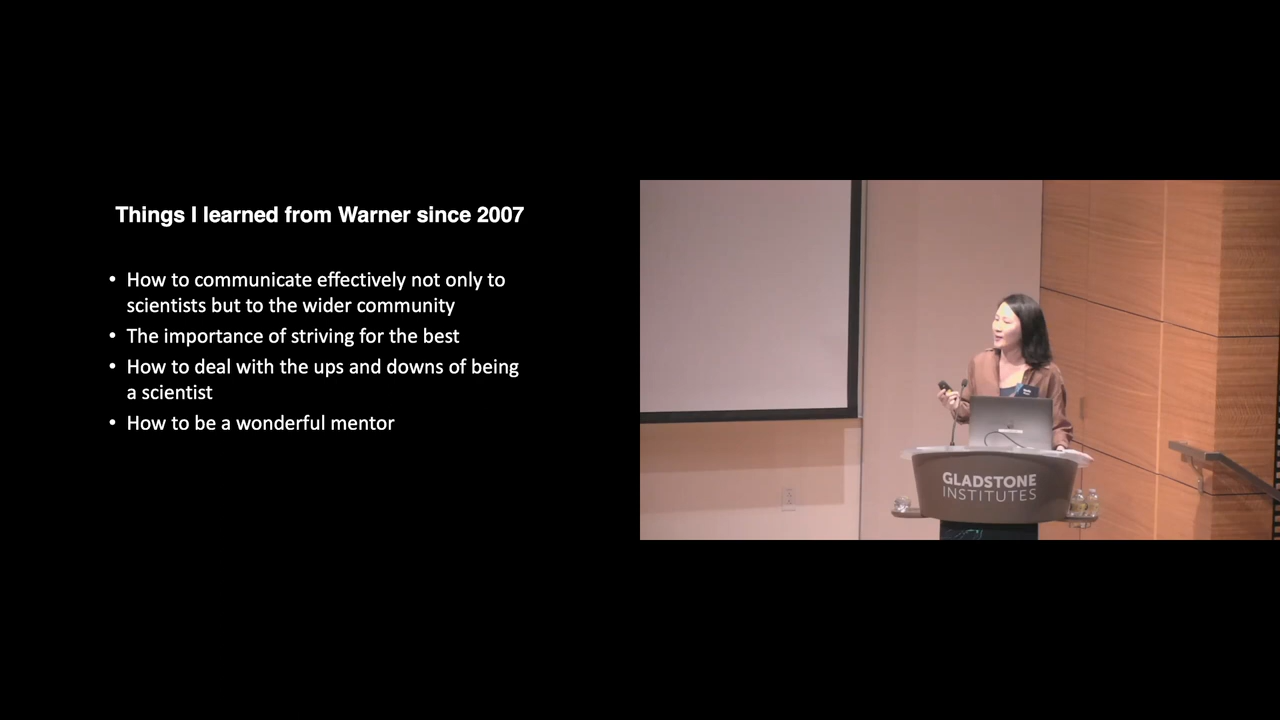 Things I learned from Warner since 2007
• How to communicate effectively not only to
scientists but to the wider community
• The importance of striving for the best
• How to deal with the ups and downs of being
a scientist
• How to be a wonderful mentor
GLADSTONE
INSTITUTES